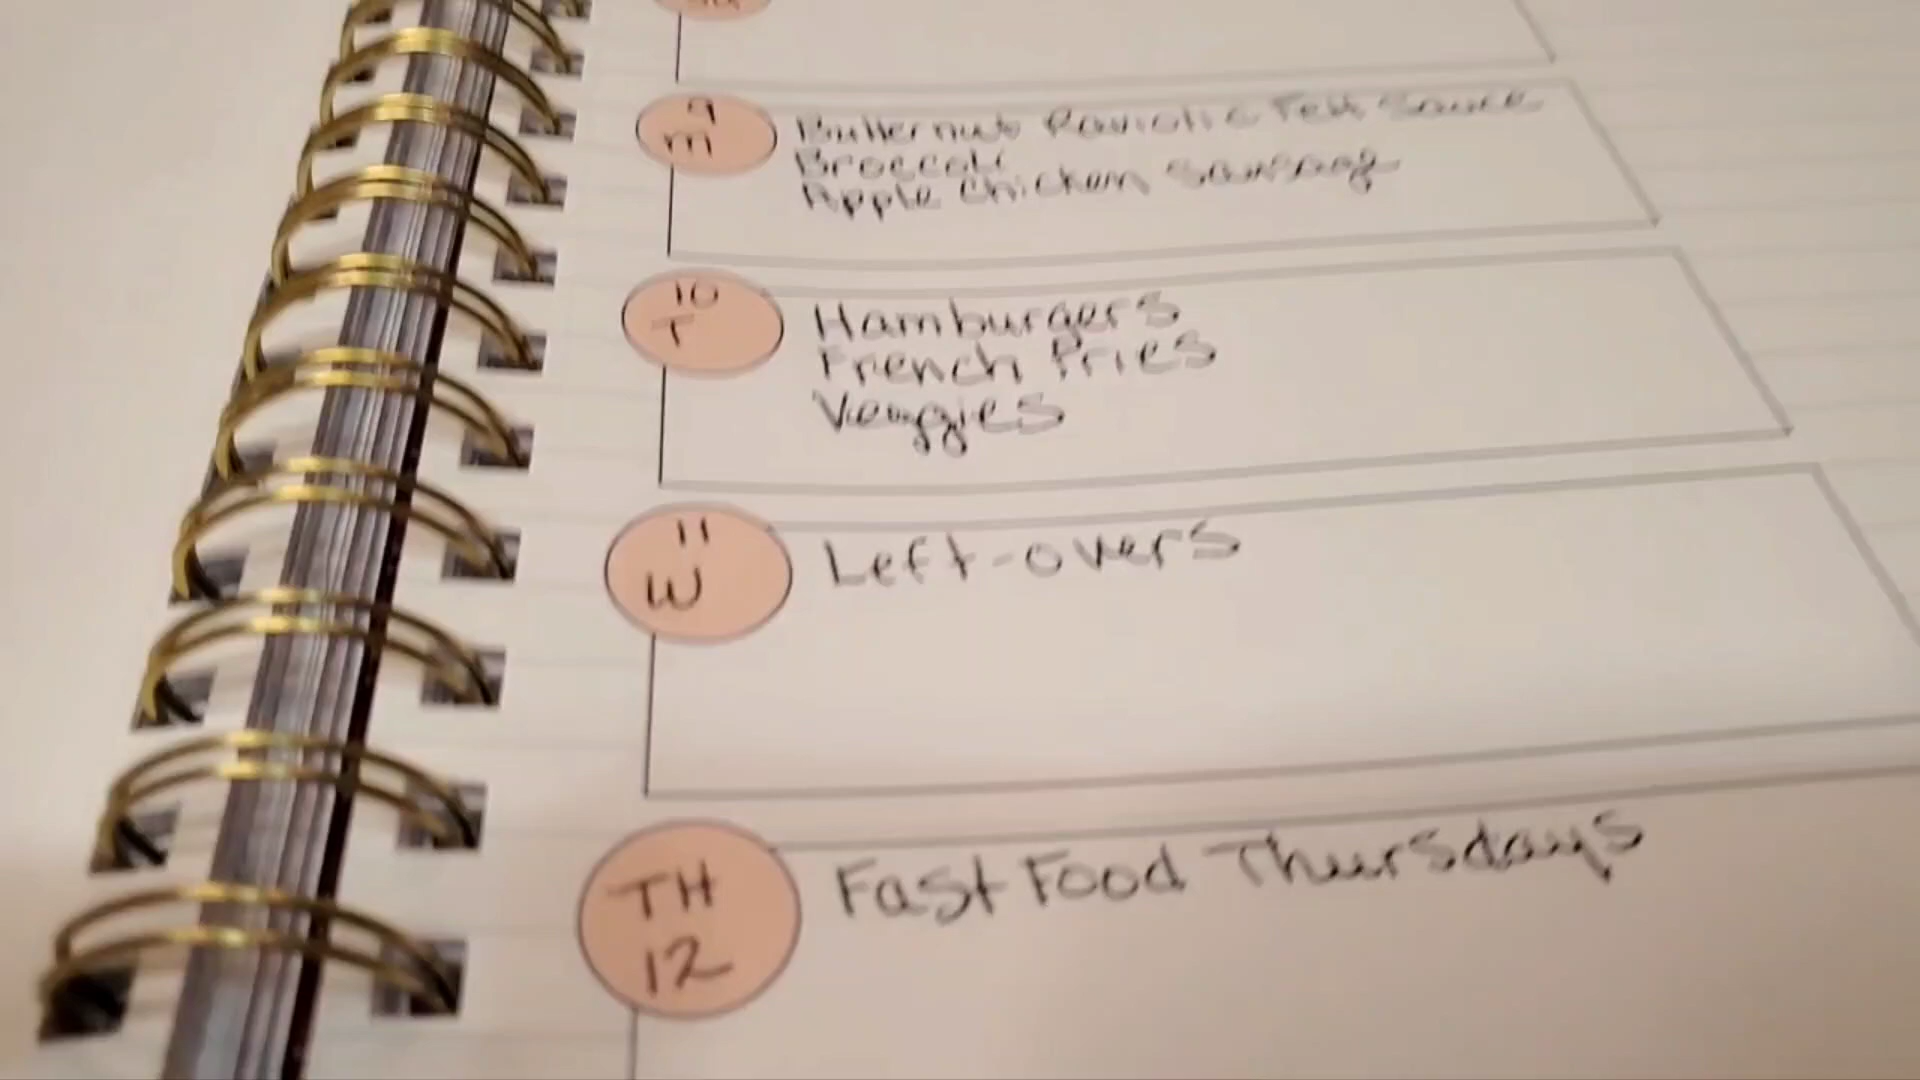 9
M
Butternut Ravioli c Feta Sauce
Broccoli
Apple Chicken Sausage
10
T
Hamburgers
French Fries
Veggies
11
W
Left-overs
TH
12
Fast Food Thursdays